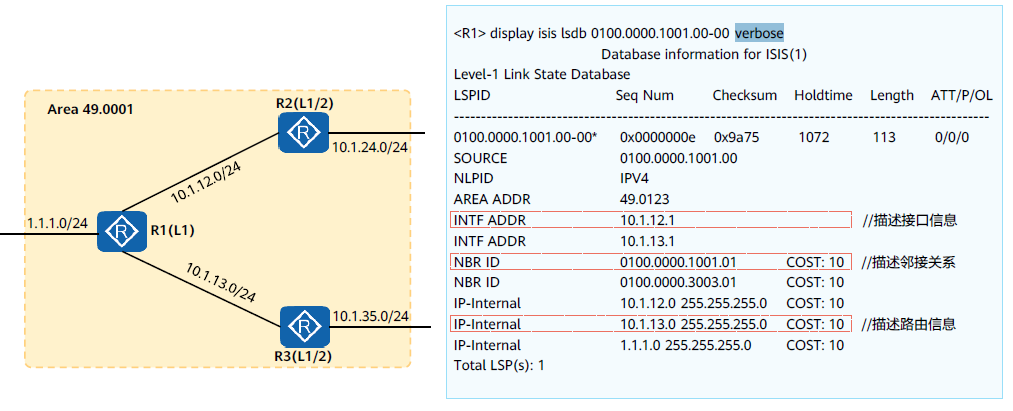 Area 49.0001
R2(L1/2)
10.1.24.0/24
10.1.12.0/24
1.1.1.0/24
R1(L1)
10.1.13.0/24
10.1.35.0/24
R3(L1/2)
R
R
R
<R1> display isis lsdb 0100.0000.1001.00-00 verbose
Database information for ISIS(1)
Level-1 Link State Database
LSPID Seq Num Checksum Holdtime Length ATT/P/OL
-------------------------------------------------------------------------------------------
0100.0000.1001.00-00* 0x0000000e 0x9a75 1072 113 0/0/0
SOURCE 0100.0000.1001.00
NLPID IPV4
AREA ADDR 49.0123
INTF ADDR 10.1.12.1 //描述接口信息
INTF ADDR 10.1.13.1
NBR ID 0100.0000.1001.01 COST: 10 //描述邻接关系
NBR ID 0100.0000.3003.01 COST: 10
IP-Internal 10.1.12.0 255.255.255.0 COST: 10
IP-Internal 10.1.13.0 255.255.255.0 COST: 10 //描述路由信息
IP-Internal 1.1.1.0 255.255.255.0 COST: 10
Total LSP(s): 1